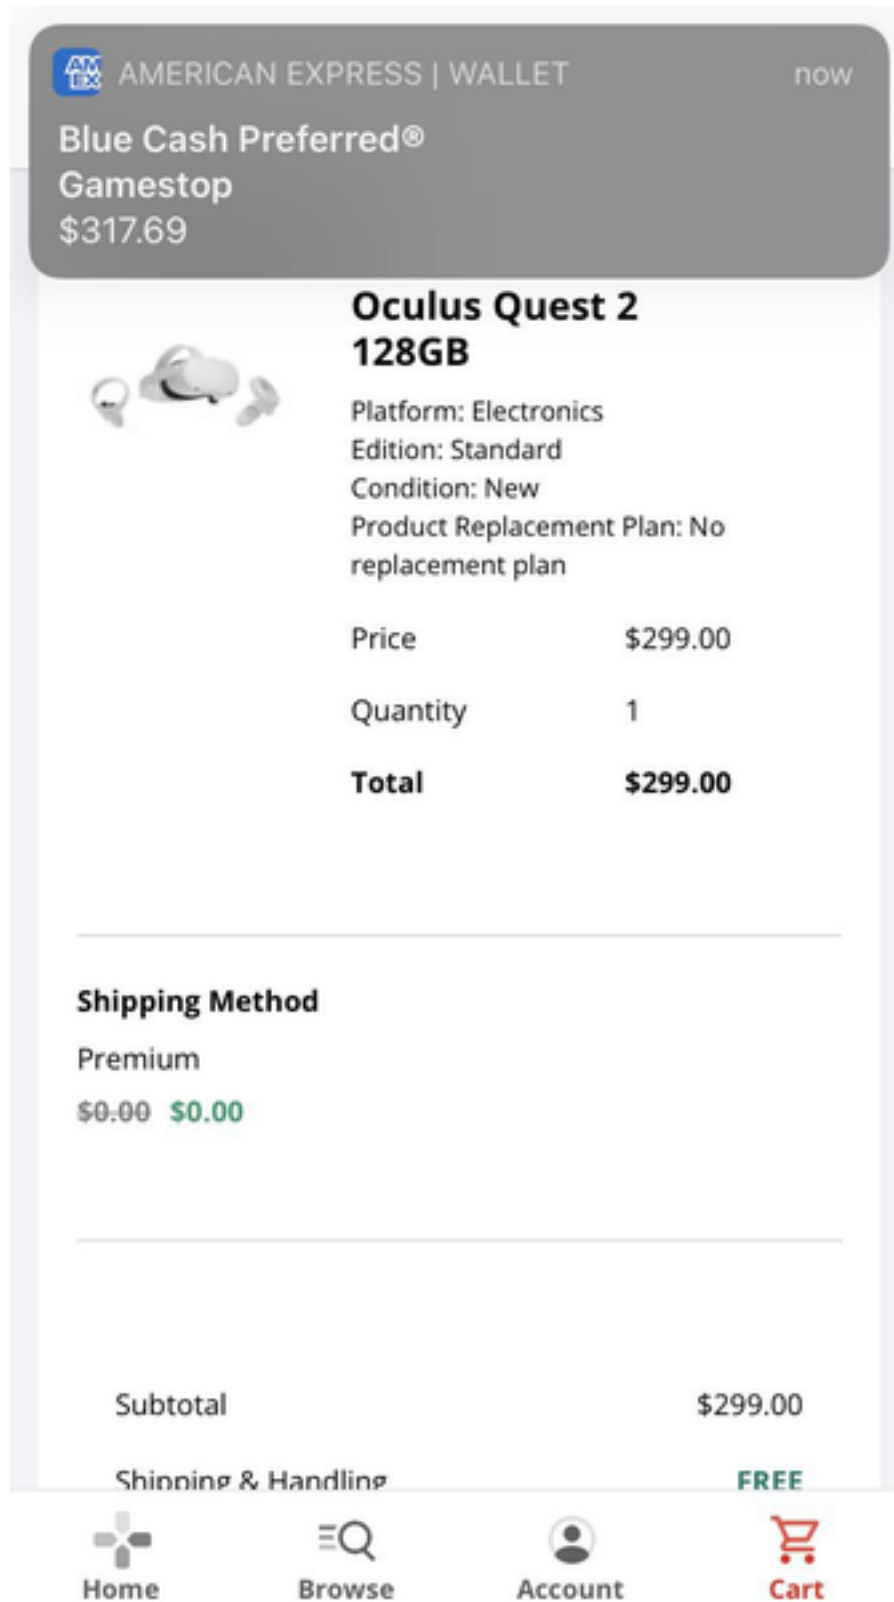 AMERICAN EXPRESS | WALLET now
Blue Cash Preferred®
Gamestop
$317.69
Oculus Quest 2
128GB
Platform: Electronics
Edition: Standard
Condition: New
Product Replacement Plan: No
replacement plan
Price $299.00
Quantity 1
Total $299.00
Shipping Method
Premium
$0.00 $0.00
Subtotal $299.00
Shipping & Handling FREE
Home Browse Account Cart